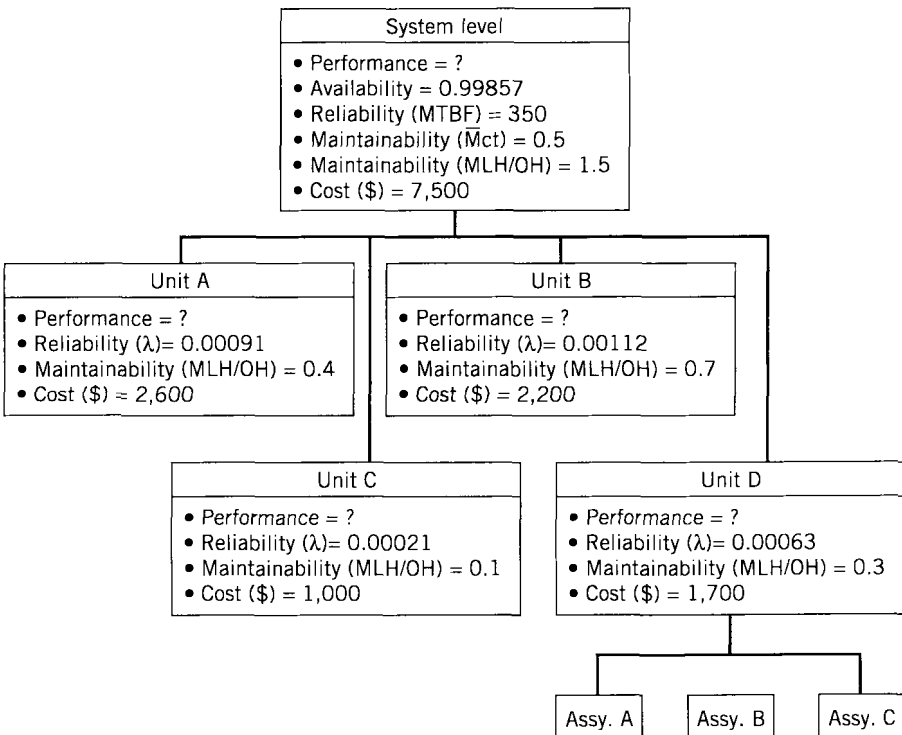 System level
• Performance = ?
• Availability = 0.99857
• Reliability (MTBF) = 350
• Maintainability (M̅ct) = 0.5
• Maintainability (MLH/OH) = 1.5
• Cost ($) = 7,500
Unit A
• Performance = ?
• Reliability (λ)= 0.00091
• Maintainability (MLH/OH) = 0.4
• Cost ($) = 2,600
Unit B
• Performance = ?
• Reliability (λ)= 0.00112
• Maintainability (MLH/OH) = 0.7
• Cost ($) = 2,200
Unit C
• Performance = ?
• Reliability (λ)= 0.00021
• Maintainability (MLH/OH) = 0.1
• Cost ($) = 1,000
Unit D
• Performance = ?
• Reliability (λ)= 0.00063
• Maintainability (MLH/OH) = 0.3
• Cost ($) = 1,700
Assy. A
Assy. B
Assy. C